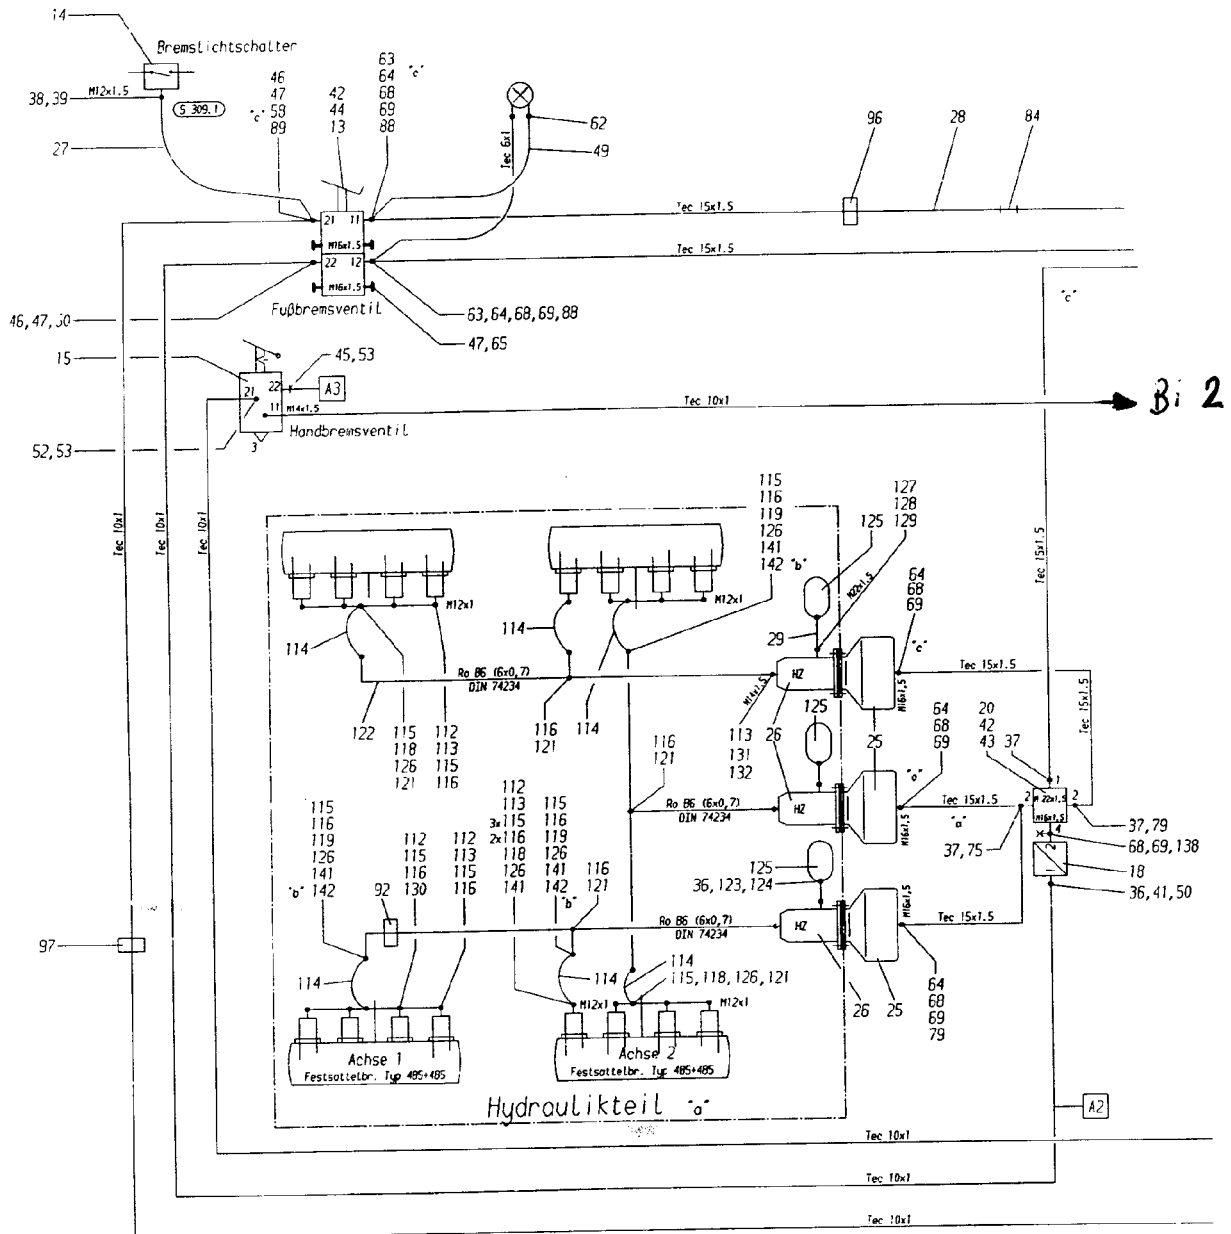 14
Bremslichtschalter
M12x1.5
38,39
S 309.1
27
46
47
58
89
"c"
42
44
13
63
64
68
69
88
"c"
62
49
Tec 6x1
96
28
84
21 11
M16x1.5
22 12
M16x1.5
Fußbremsventil
Tec 15x1.5
Tec 15x1.5
63,64,68,69,88
47,65
"c"
15
45,53
A3
21
22
11
M14x1.5
3
Handbremsventil
52,53
Tec 10x1
Bi 2
Tec 10x1
Tec 10x1
Tec 10x1
Tec 15x1.5
115
116
119
126
141
142 "b"
127
128
129
125
M22x1.5
64
68
69
"c"
M12x1
M12x1
114
114
29
HZ
M16x1.5
Tec 15x1.5
Tec 15x1.5
Ro B6 (6x0,7)
DIN 74234
M14x1.5
122
115
118
126
121
112
113
115
116
116
121
114
113
131
132
26
125
25
64
68
69
"a"
20
42
43
37
116
121
Ro B6 (6x0,7)
DIN 74234
HZ
M16x1.5
Tec 15x1.5
"a"
2
1
M 22x1.5
2
M16x1.5
4
37,79
37,75
68,69,138
2
1
18
36,41,50
115
116
119
126
141
142
"b"
92
112
115
116
130
112
113
115
116
112
113
3x 115
2x 116
118
126
141
115
116
119
126
141
142 "b"
116
121
125
36,123,124
Ro B6 (6x0,7)
DIN 74234
HZ
M16x1.5
Tec 15x1.5
97
114
114
114
115,118,126,121
M12x1
M12x1
26
25
64
68
69
79
Achse 1
Festsattelbr. Typ 485+485
Achse 2
Festsattelbr. Typ 485+485
Hydraulikteil "a"
A2
Tec 10x1
Tec 10x1
Tec 10x1